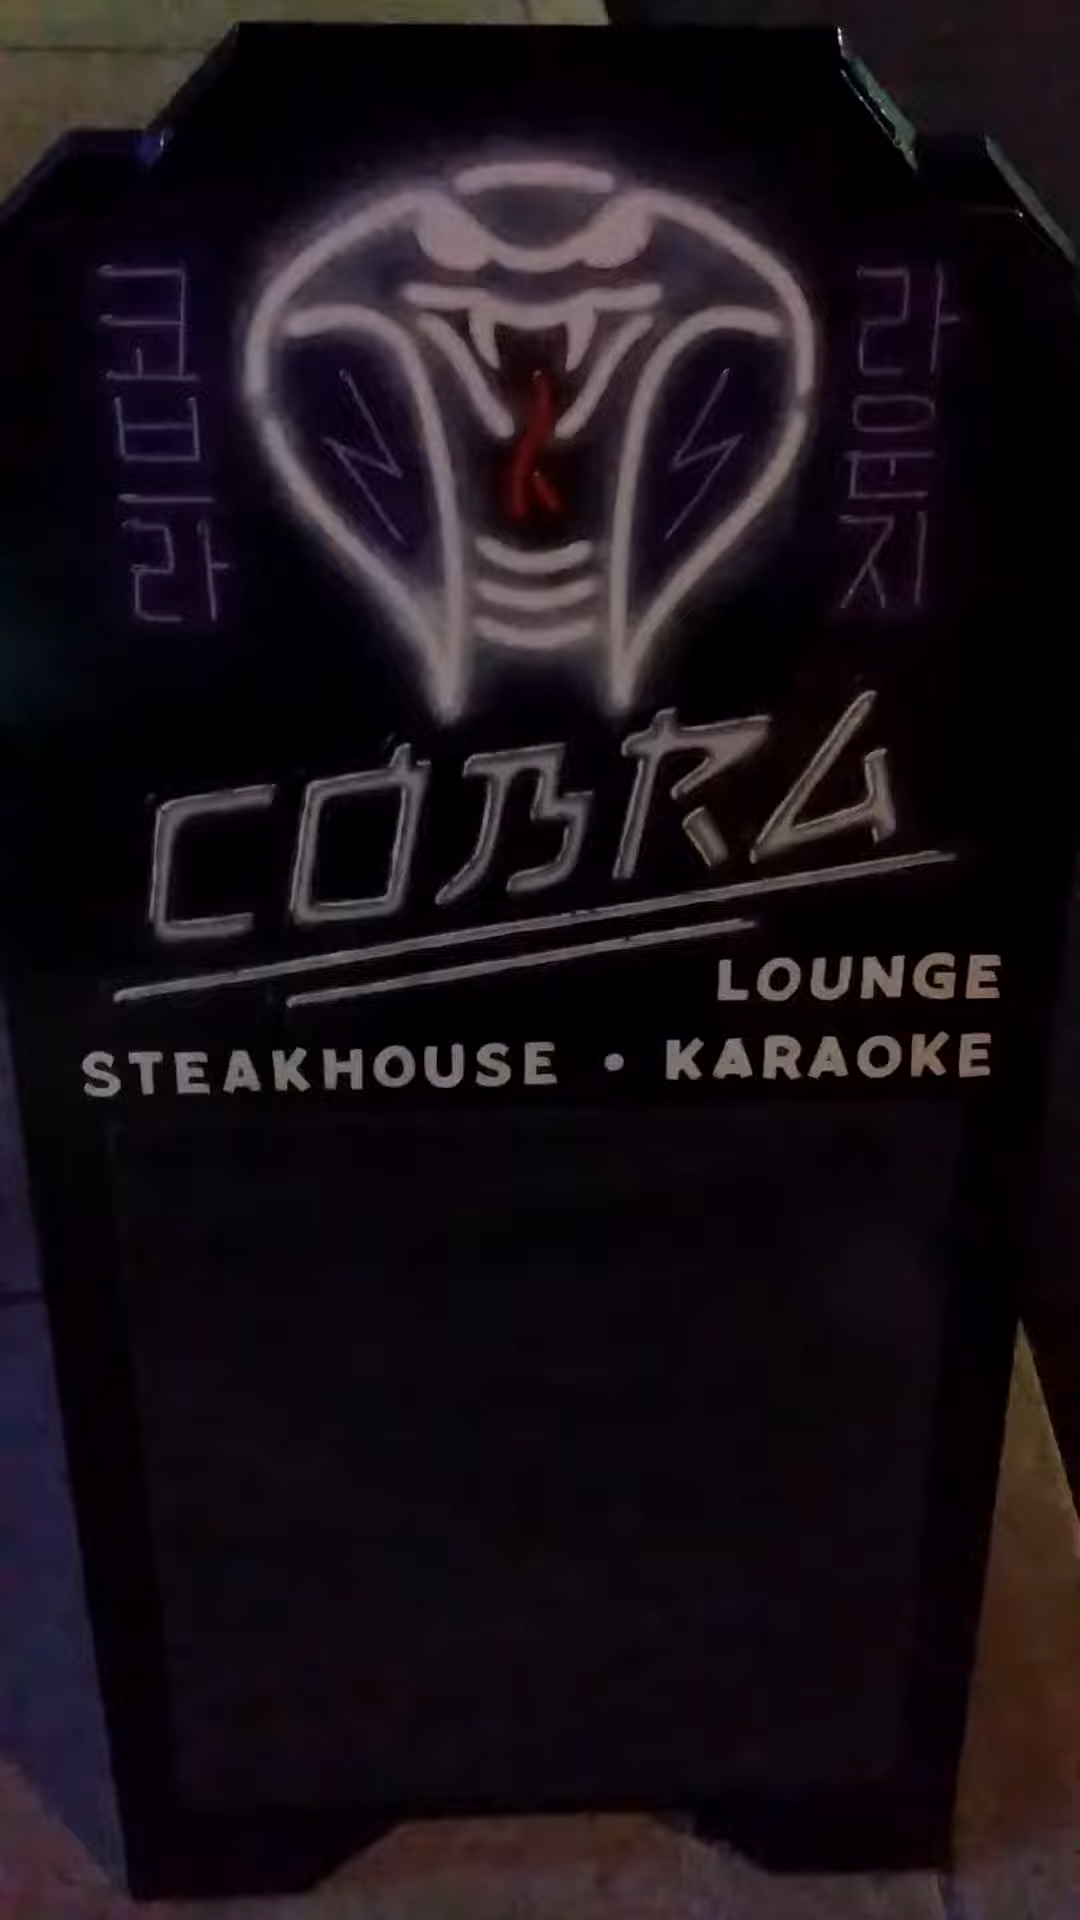 코브라
라운지
COBRA
LOUNGE
STEAKHOUSE • KARAOKE